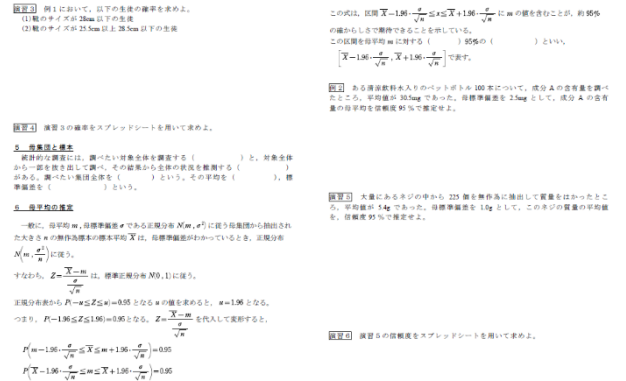 演習3　例1において，以下の生徒の確率を求めよ。
(1)靴のサイズが 28cm 以下の生徒
(2)靴のサイズが 25.5cm 以上 28.5cm 以下の生徒
演習4　演習3の確率をスプレッドシートを用いて求めよ。
5　母集団と標本
統計的な調査には，調べたい対象全体を調査する（　　　　）と，対象全体
から一部を抜き出して調べ，その結果から全体の状況を推測する（　　　　）
がある。調べたい集団全体を（　　　　）という。その平均を（　　　　），標
準偏差を（　　　　）という。
6　母平均の推定
一般に，母平均 m，母標準偏差 σ である正規分布 N(m, σ²) に従う母集団から抽出され
た大きさ n の無作為標本の標本平均 X̄ は，母標準偏差がわかっているとき，正規分布
N(m, σ²/n) に従う。
すなわち，Z = (X̄−m)/(σ/√n) は，標準正規分布 N(0, 1) に従う。
正規分布表から P(−u≦Z≦u)=0.95 となる u の値を求めると，u=1.96 となる。
つまり，P(−1.96≦Z≦1.96)=0.95 となる。Z = (X̄−m)/(σ/√n) を代入して変形すると，
P(m−1.96・σ/√n ≦ X̄ ≦ m+1.96・σ/√n)=0.95
P(X̄−1.96・σ/√n ≦ m ≦ X̄+1.96・σ/√n)=0.95
この式は，区間 X̄−1.96・σ/√n ≦ x ≦ X̄+1.96・σ/√n に m の値を含むことが，約 95％
の確からしさで期待できることを示している。
この区間を母平均 m に対する（　　　　）95％の（　　　　）といい，
[X̄−1.96・σ/√n , X̄+1.96・σ/√n] で表す。
例2　ある清涼飲料水入りのペットボトル 100 本について，成分 A の含有量を調べ
たところ，平均値が 30.5mg であった。母標準偏差を 2.5mg として，成分 A の含有
量の母平均を信頼度 95 ％で推定せよ。
演習5　大量にあるネジの中から 225 個を無作為に抽出して質量をはかったとこ
ろ，平均値が 5.4g であった。母標準偏差を 1.0g として，このネジの質量の平均値
を，信頼度 95 ％で推定せよ。
演習6　演習5の信頼度をスプレッドシートを用いて求めよ。